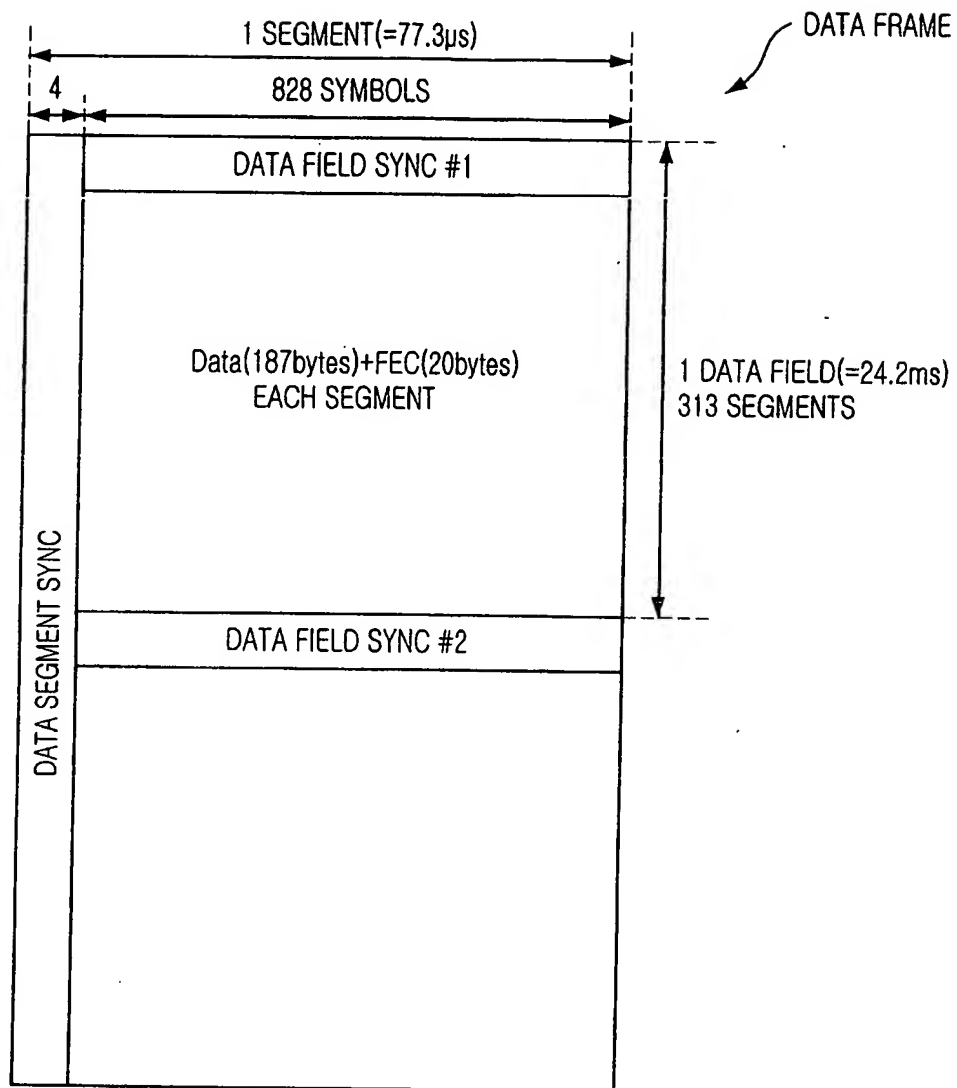 DATA FRAME
1 SEGMENT(=77.3µs)
4
828 SYMBOLS
DATA FIELD SYNC #1
Data(187bytes)+FEC(20bytes)
EACH SEGMENT
1 DATA FIELD(=24.2ms)
313 SEGMENTS
DATA SEGMENT SYNC
DATA FIELD SYNC #2